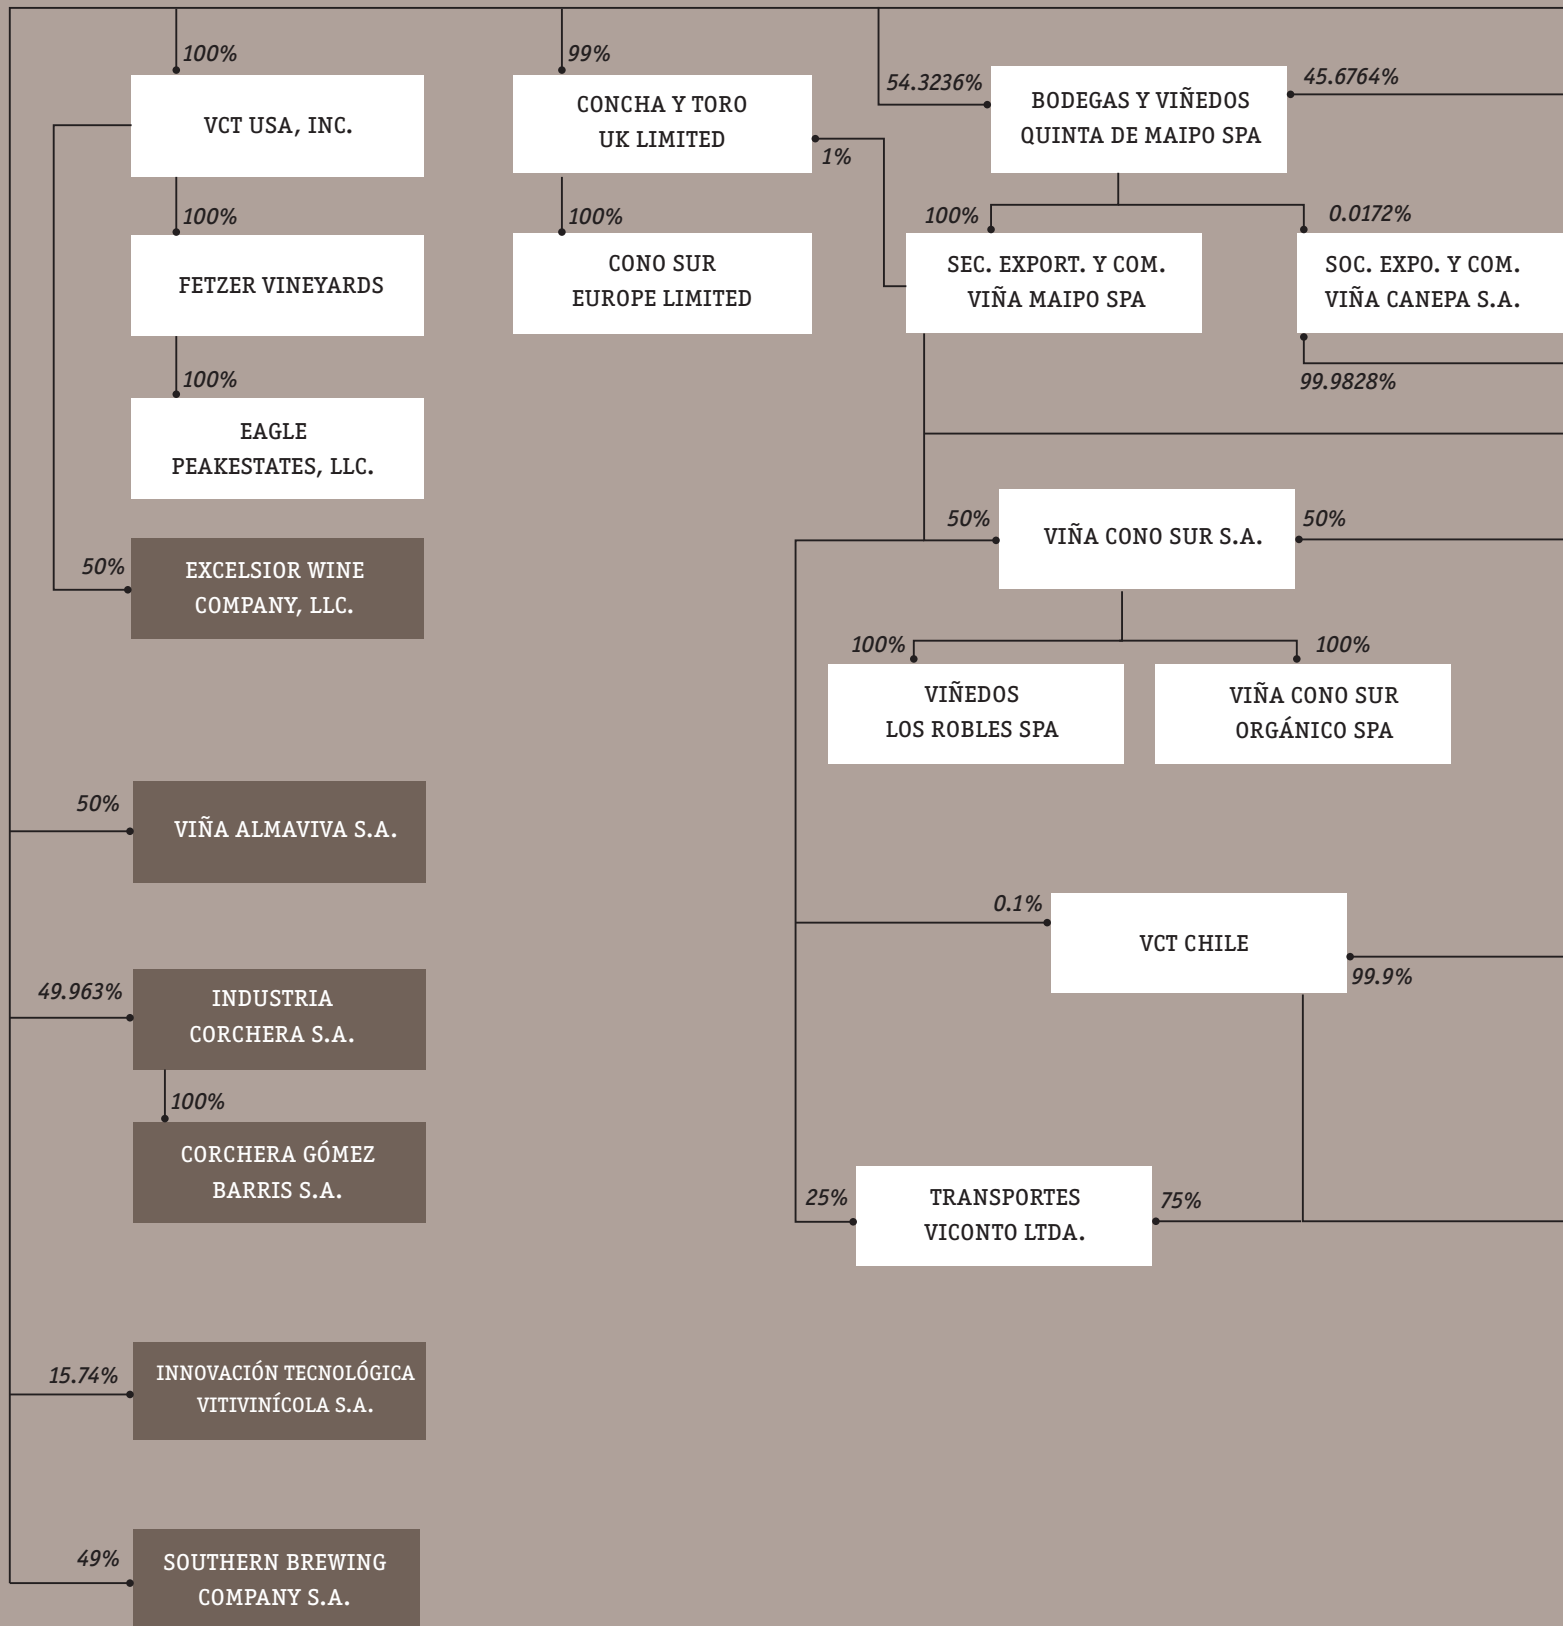 100%
99%
54.3236%
45.6764%
VCT USA, INC.
CONCHA Y TORO
UK LIMITED
1%
BODEGAS Y VIÑEDOS
QUINTA DE MAIPO SPA
100%
100%
100%
0.0172%
FETZER VINEYARDS
CONO SUR
EUROPE LIMITED
SEC. EXPORT. Y COM.
VIÑA MAIPO SPA
SOC. EXPO. Y COM.
VIÑA CANEPA S.A.
100%
99.9828%
EAGLE
PEAKESTATES, LLC.
50%
EXCELSIOR WINE
COMPANY, LLC.
50%
VIÑA CONO SUR S.A.
50%
100%
100%
VIÑEDOS
LOS ROBLES SPA
VIÑA CONO SUR
ORGÁNICO SPA
50%
VIÑA ALMAVIVA S.A.
0.1%
VCT CHILE
99.9%
49.963%
INDUSTRIA
CORCHERA S.A.
100%
CORCHERA GÓMEZ
BARRIS S.A.
25%
TRANSPORTES
VICONTO LTDA.
75%
15.74%
INNOVACIÓN TECNOLÓGICA
VITIVINÍCOLA S.A.
49%
SOUTHERN BREWING
COMPANY S.A.